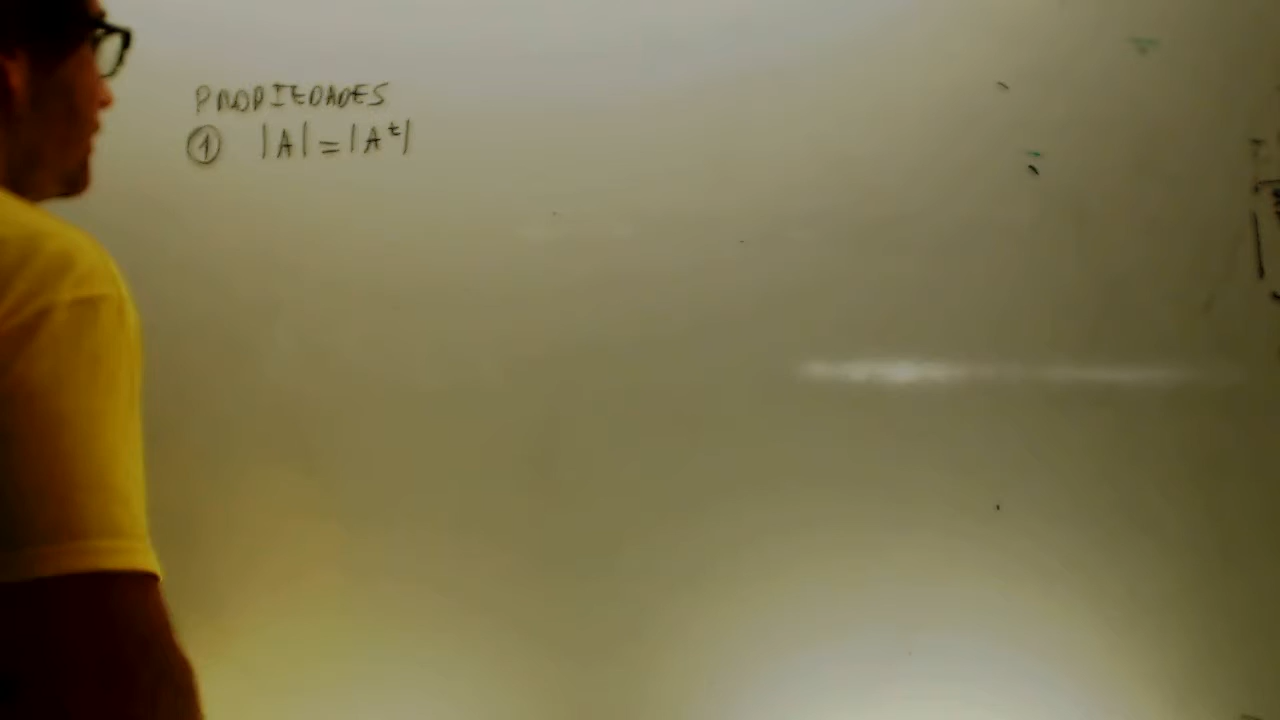 PROPIEDADES
① |A| = |Aᵗ|